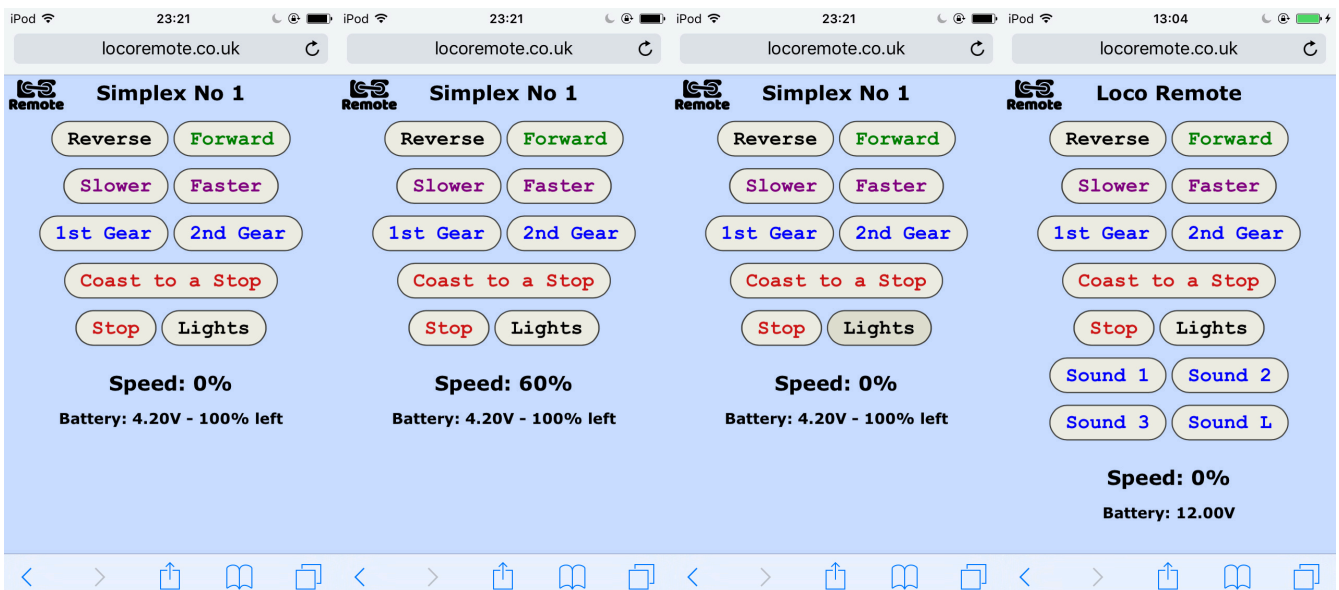 iPod 23:21
locoremote.co.uk
Remote Simplex No 1
Reverse Forward
Slower Faster
1st Gear 2nd Gear
Coast to a Stop
Stop Lights
Speed: 0%
Battery: 4.20V - 100% left
iPod 23:21
locoremote.co.uk
Remote Simplex No 1
Reverse Forward
Slower Faster
1st Gear 2nd Gear
Coast to a Stop
Stop Lights
Speed: 60%
Battery: 4.20V - 100% left
iPod 23:21
locoremote.co.uk
Remote Simplex No 1
Reverse Forward
Slower Faster
1st Gear 2nd Gear
Coast to a Stop
Stop Lights
Speed: 0%
Battery: 4.20V - 100% left
iPod 13:04
locoremote.co.uk
Remote Loco Remote
Reverse Forward
Slower Faster
1st Gear 2nd Gear
Coast to a Stop
Stop Lights
Sound 1 Sound 2
Sound 3 Sound L
Speed: 0%
Battery: 12.00V